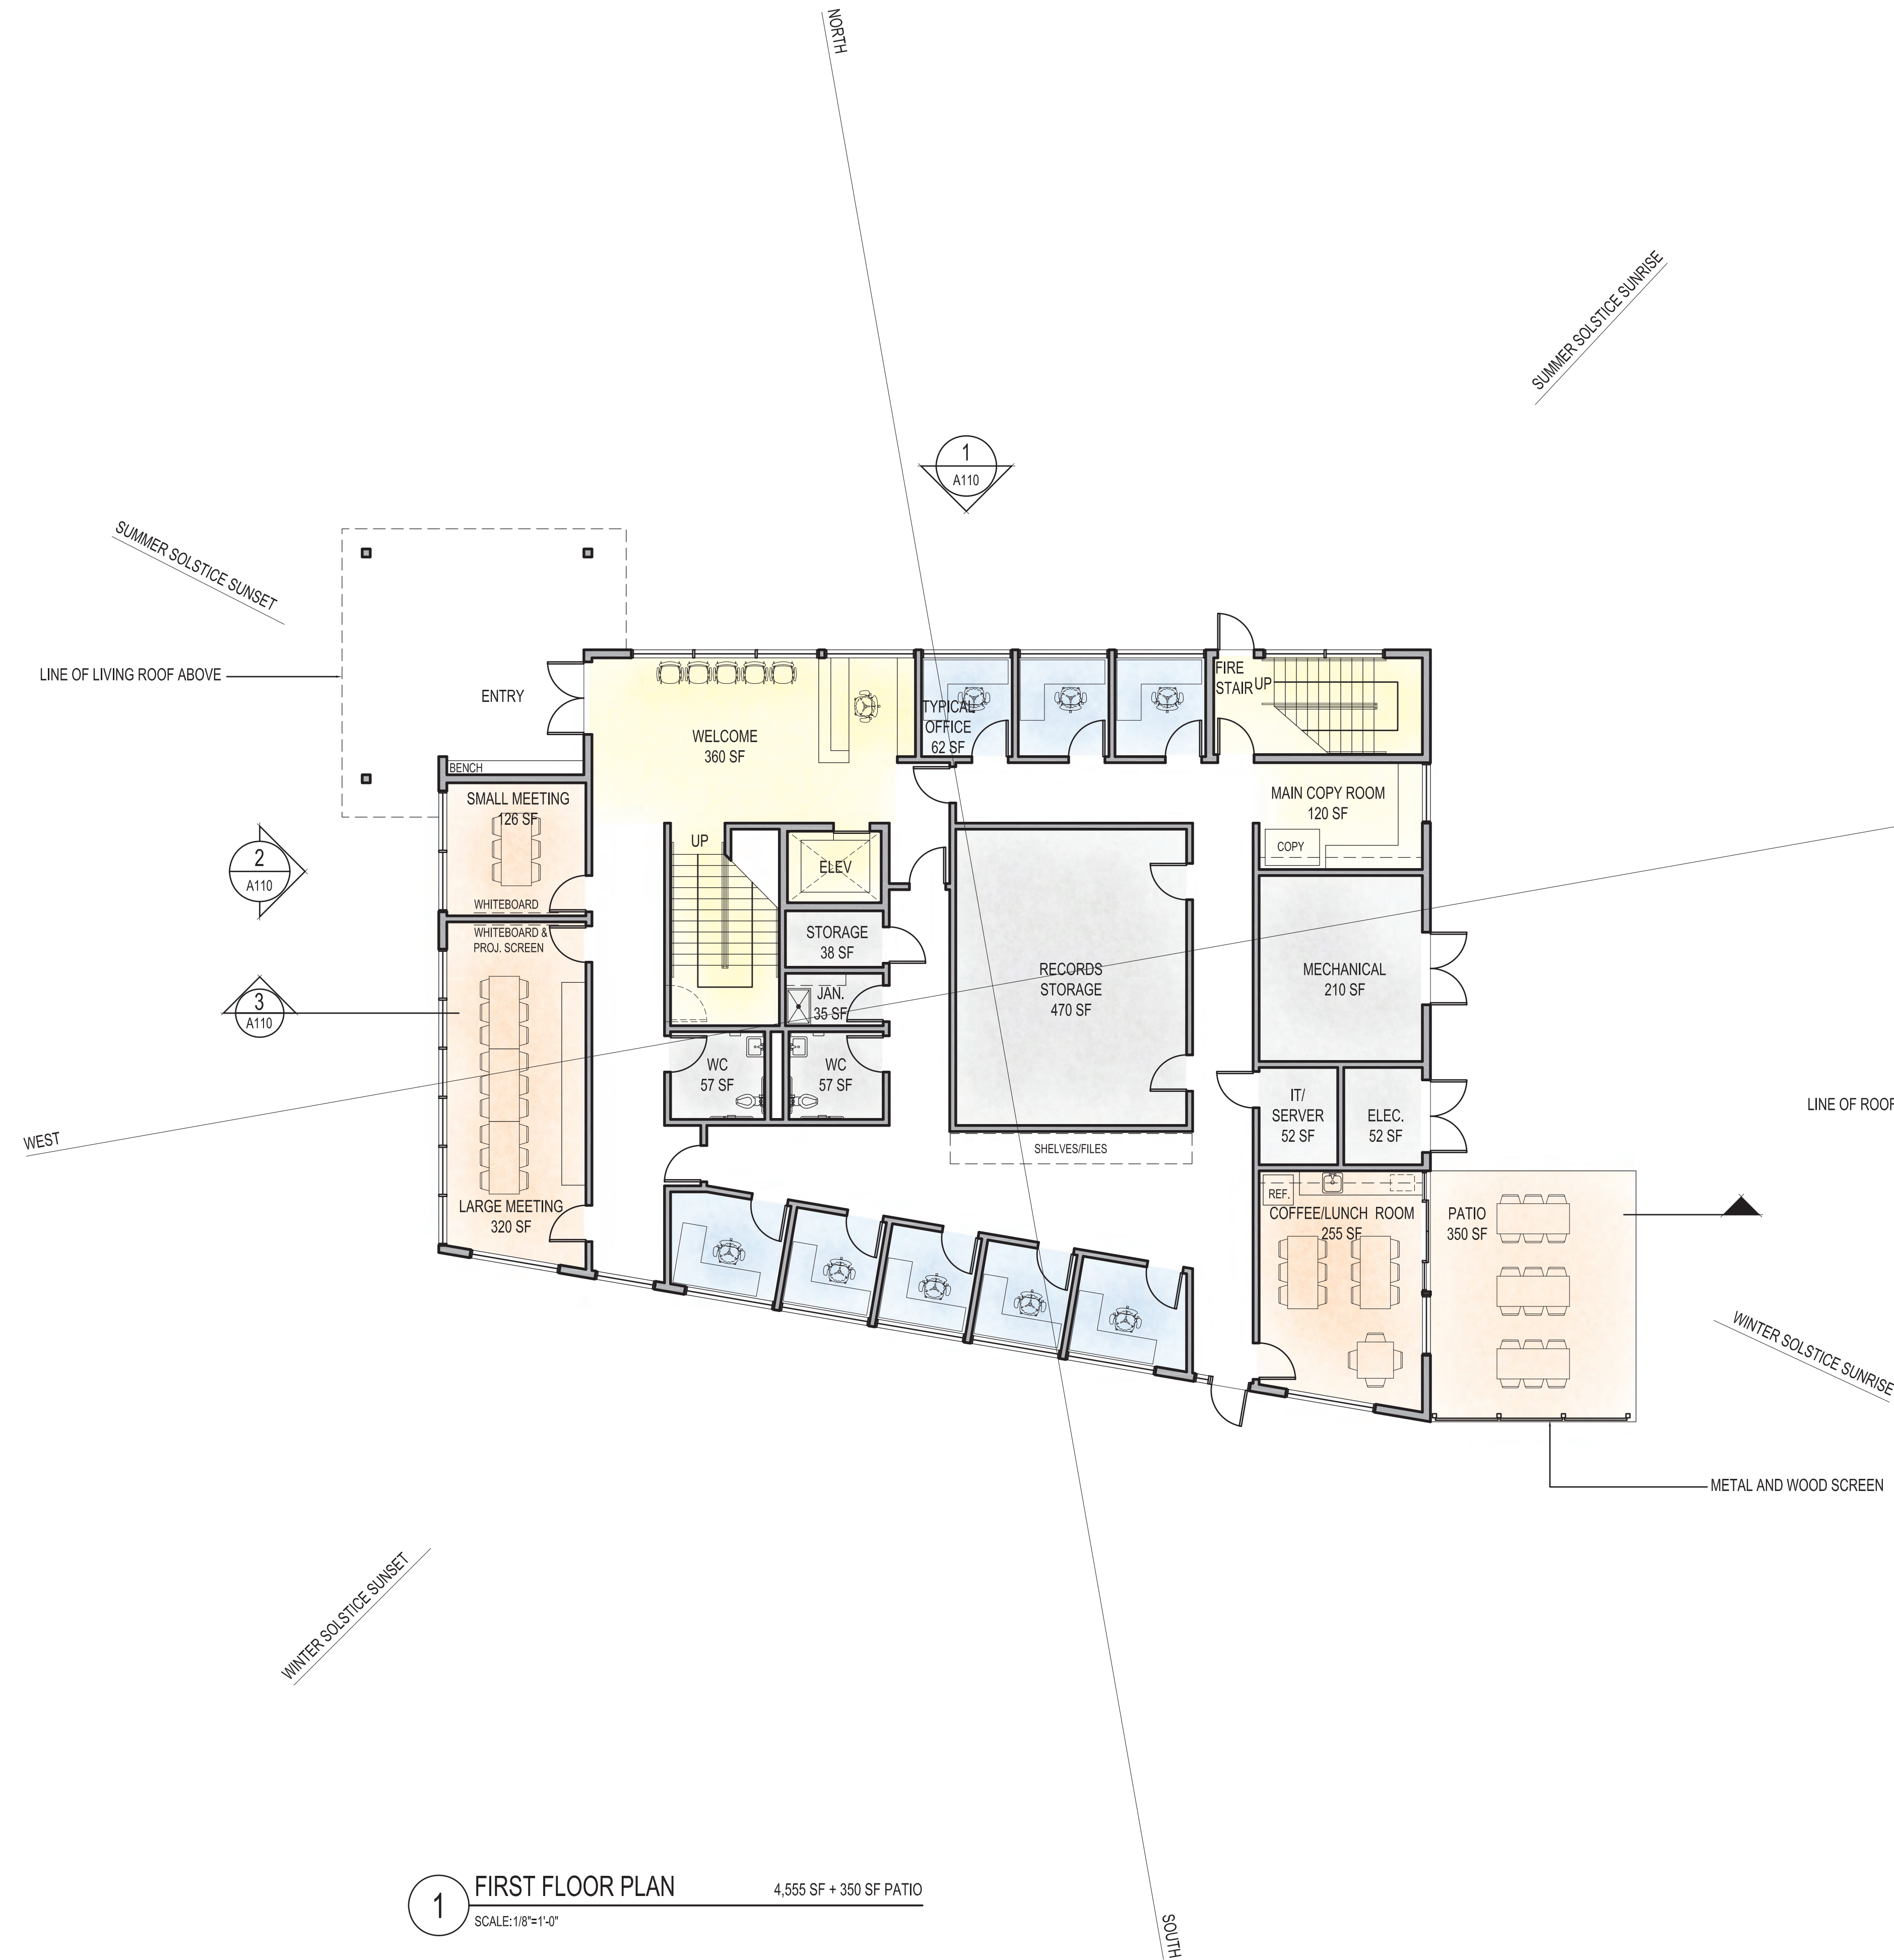 NORTH
SUMMER SOLSTICE SUNRISE
1
A110
SUMMER SOLSTICE SUNSET
LINE OF LIVING ROOF ABOVE
ENTRY
BENCH
WELCOME
360 SF
TYPICAL
OFFICE
62 SF
FIRE
STAIR
UP
SMALL MEETING
126 SF
WHITEBOARD
MAIN COPY ROOM
120 SF
COPY
2
A110
UP
ELEV
STORAGE
38 SF
JAN.
35 SF
WHITEBOARD &
PROJ. SCREEN
RECORDS
STORAGE
470 SF
MECHANICAL
210 SF
3
A110
WC
57 SF
WC
57 SF
IT/
SERVER
52 SF
ELEC.
52 SF
LINE OF ROOF
WEST
SHELVES/FILES
LARGE MEETING
320 SF
REF.
COFFEE/LUNCH ROOM
255 SF
PATIO
350 SF
WINTER SOLSTICE SUNRISE
METAL AND WOOD SCREEN
WINTER SOLSTICE SUNSET
1
FIRST FLOOR PLAN
4,555 SF + 350 SF PATIO
SCALE:1/8"=1'-0"
SOUTH